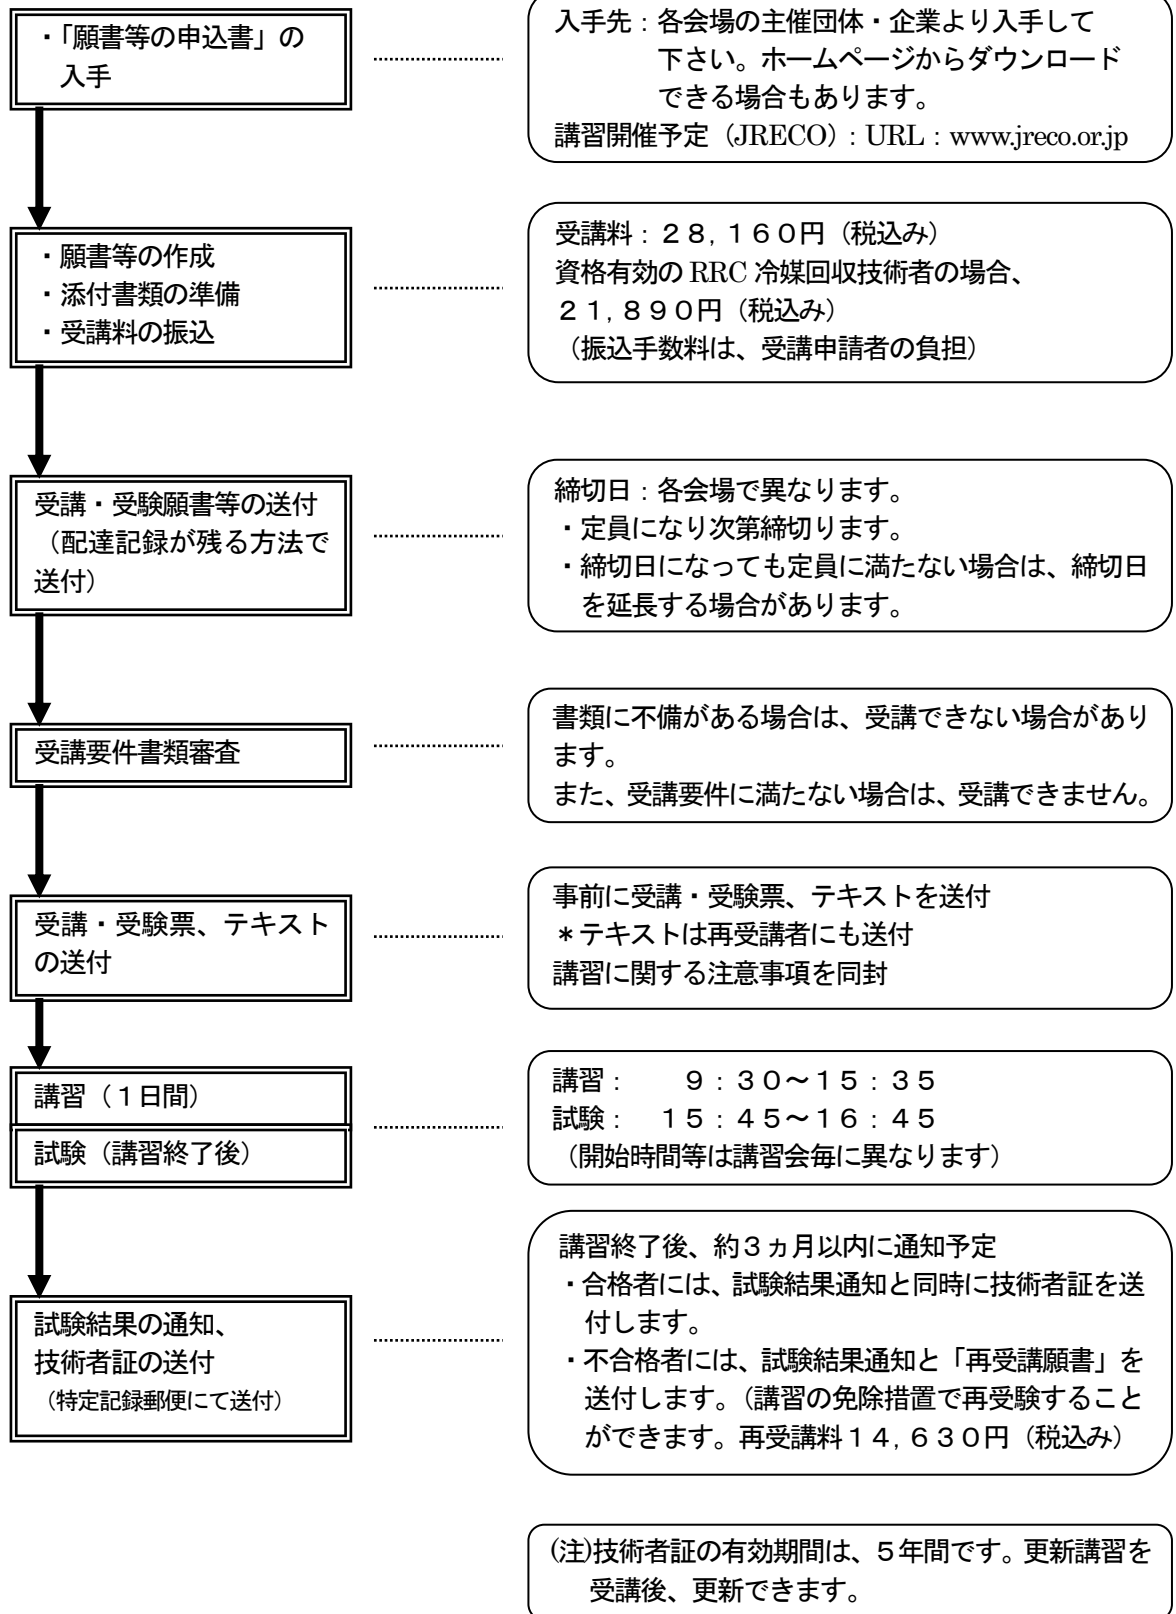 ・「願書等の申込書」の
入手
入手先：各会場の主催団体・企業より入手して
下さい。ホームページからダウンロード
できる場合もあります。
講習開催予定（JRECO）：URL：www.jreco.or.jp
・願書等の作成
・添付書類の準備
・受講料の振込
受講料：２８，１６０円（税込み）
資格有効の RRC 冷媒回収技術者の場合、
２１，８９０円（税込み）
（振込手数料は、受講申請者の負担）
受講・受験願書等の送付
（配達記録が残る方法で
送付）
締切日：各会場で異なります。
・定員になり次第締切ります。
・締切日になっても定員に満たない場合は、締切日
を延長する場合があります。
受講要件書類審査
書類に不備がある場合は、受講できない場合があり
ます。
また、受講要件に満たない場合は、受講できません。
受講・受験票、テキスト
の送付
事前に受講・受験票、テキストを送付
＊テキストは再受講者にも送付
講習に関する注意事項を同封
講習（１日間）
試験（講習終了後）
講習：　９：３０～１５：３５
試験：　１５：４５～１６：４５
（開始時間等は講習会毎に異なります）
試験結果の通知、
技術者証の送付
（特定記録郵便にて送付）
講習終了後、約３ヵ月以内に通知予定
・合格者には、試験結果通知と同時に技術者証を送
付します。
・不合格者には、試験結果通知と「再受講願書」を
送付します。（講習の免除措置で再受験すること
ができます。再受講料１４，６３０円（税込み）
(注)技術者証の有効期間は、５年間です。更新講習を
受講後、更新できます。